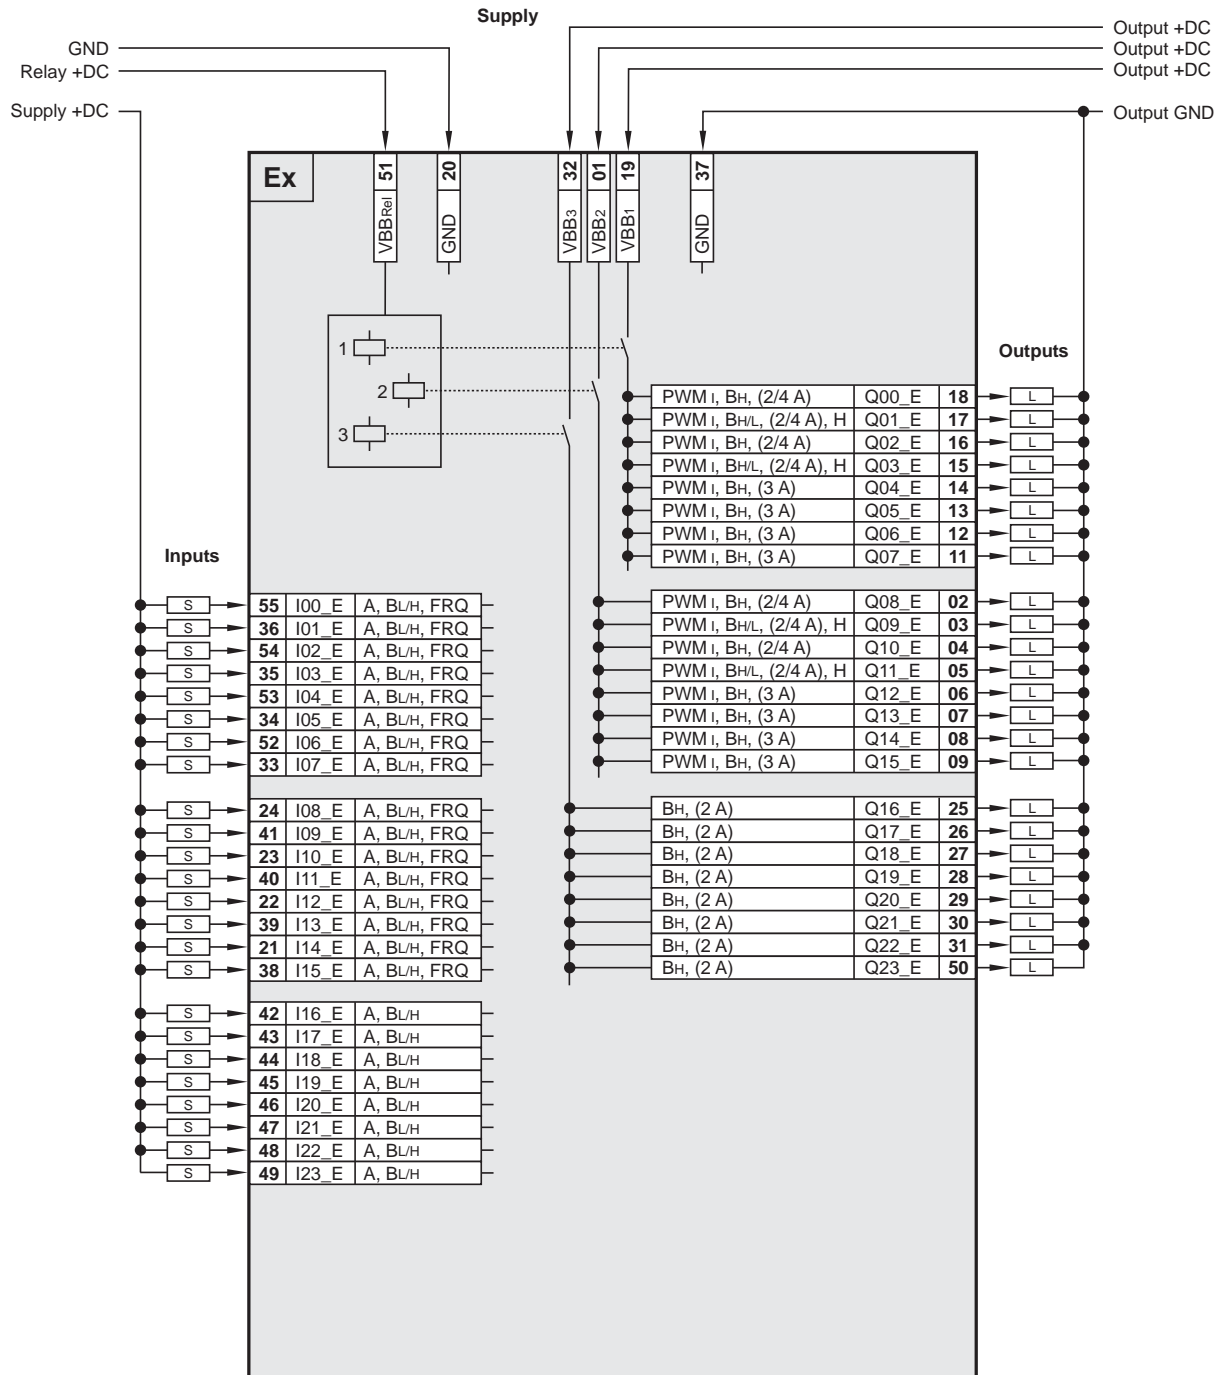 Supply
Output +DC
GND
Output +DC
Relay +DC
Output +DC
Supply +DC
Output GND
Ex
51
20
32
01
19
37
VBBRel
GND
VBB3
VBB2
VBB1
GND
1
2
3
Outputs
PWM I, BH, (2/4 A) Q00_E 18 L
PWM I, BH/L, (2/4 A), H Q01_E 17 L
PWM I, BH, (2/4 A) Q02_E 16 L
PWM I, BH/L, (2/4 A), H Q03_E 15 L
PWM I, BH, (3 A) Q04_E 14 L
PWM I, BH, (3 A) Q05_E 13 L
PWM I, BH, (3 A) Q06_E 12 L
PWM I, BH, (3 A) Q07_E 11 L
PWM I, BH, (2/4 A) Q08_E 02 L
PWM I, BH/L, (2/4 A), H Q09_E 03 L
PWM I, BH, (2/4 A) Q10_E 04 L
PWM I, BH/L, (2/4 A), H Q11_E 05 L
PWM I, BH, (3 A) Q12_E 06 L
PWM I, BH, (3 A) Q13_E 07 L
PWM I, BH, (3 A) Q14_E 08 L
PWM I, BH, (3 A) Q15_E 09 L
BH, (2 A) Q16_E 25 L
BH, (2 A) Q17_E 26 L
BH, (2 A) Q18_E 27 L
BH, (2 A) Q19_E 28 L
BH, (2 A) Q20_E 29 L
BH, (2 A) Q21_E 30 L
BH, (2 A) Q22_E 31 L
BH, (2 A) Q23_E 50 L
Inputs
S 55 I00_E A, BL/H, FRQ
S 36 I01_E A, BL/H, FRQ
S 54 I02_E A, BL/H, FRQ
S 35 I03_E A, BL/H, FRQ
S 53 I04_E A, BL/H, FRQ
S 34 I05_E A, BL/H, FRQ
S 52 I06_E A, BL/H, FRQ
S 33 I07_E A, BL/H, FRQ
S 24 I08_E A, BL/H, FRQ
S 41 I09_E A, BL/H, FRQ
S 23 I10_E A, BL/H, FRQ
S 40 I11_E A, BL/H, FRQ
S 22 I12_E A, BL/H, FRQ
S 39 I13_E A, BL/H, FRQ
S 21 I14_E A, BL/H, FRQ
S 38 I15_E A, BL/H, FRQ
S 42 I16_E A, BL/H
S 43 I17_E A, BL/H
S 44 I18_E A, BL/H
S 45 I19_E A, BL/H
S 46 I20_E A, BL/H
S 47 I21_E A, BL/H
S 48 I22_E A, BL/H
S 49 I23_E A, BL/H